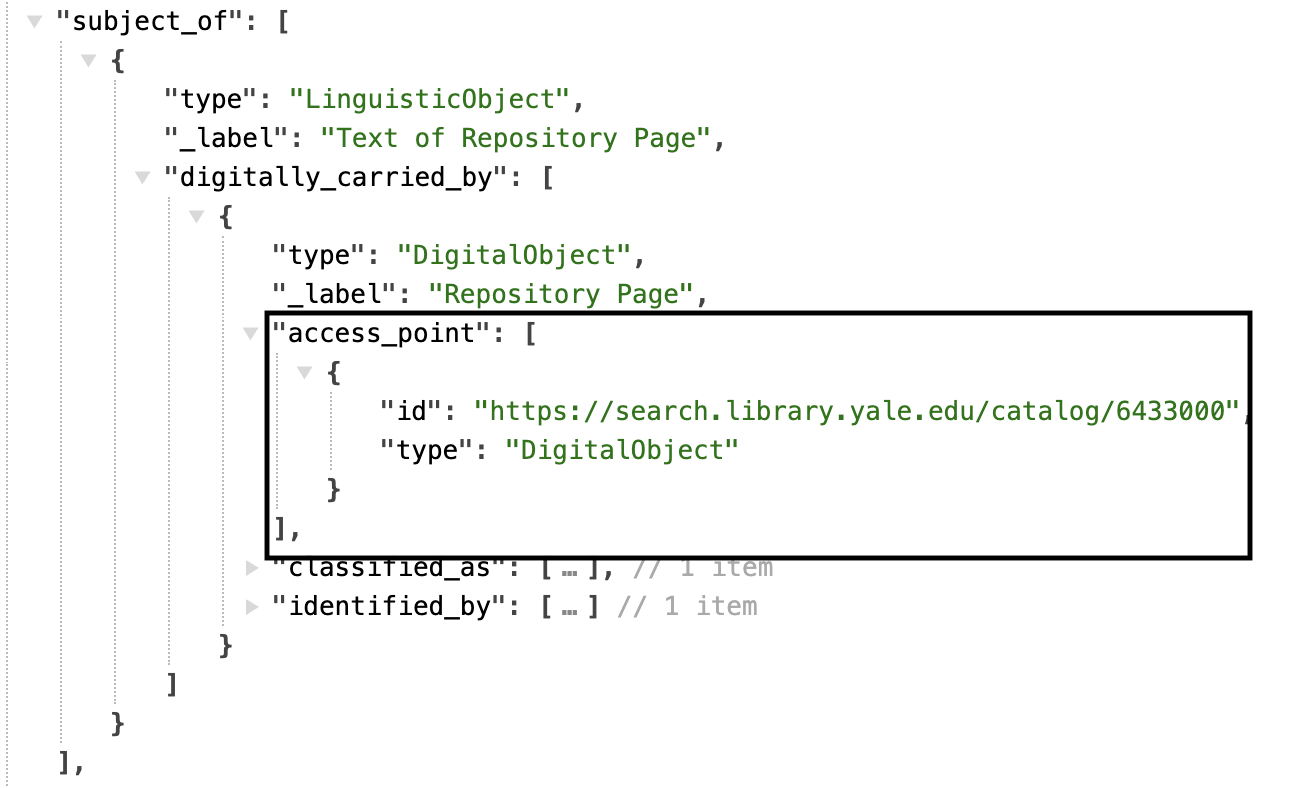 "subject_of": [
{
"type": "LinguisticObject",
"_label": "Text of Repository Page",
"digitally_carried_by": [
{
"type": "DigitalObject",
"_label": "Repository Page",
"access_point": [
{
"id": "https://search.library.yale.edu/catalog/6433000",
"type": "DigitalObject"
}
],
"classified_as": [ … ], // 1 item
"identified_by": [ … ] // 1 item
}
]
}
],